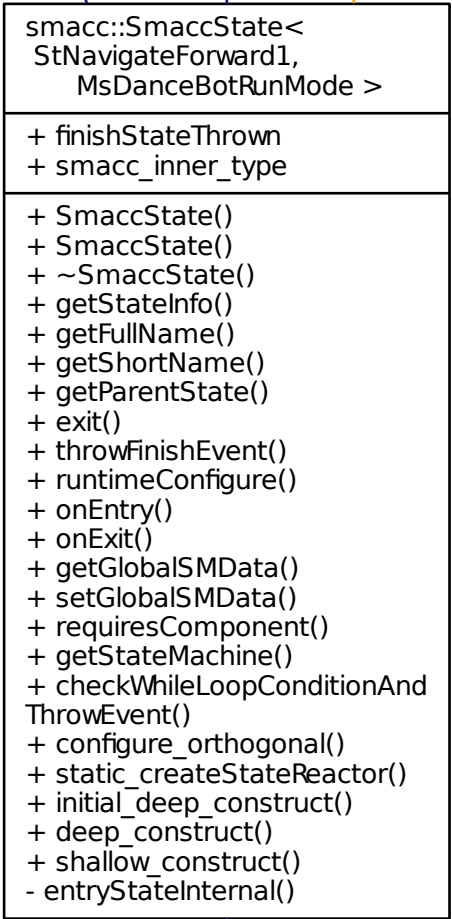 smacc::SmaccState<
StNavigateForward1,
MsDanceBotRunMode >
+ finishStateThrown
+ smacc_inner_type
+ SmaccState()
+ SmaccState()
+ ~SmaccState()
+ getStateInfo()
+ getFullName()
+ getShortName()
+ getParentState()
+ exit()
+ throwFinishEvent()
+ runtimeConfigure()
+ onEntry()
+ onExit()
+ getGlobalSMData()
+ setGlobalSMData()
+ requiresComponent()
+ getStateMachine()
+ checkWhileLoopConditionAnd
ThrowEvent()
+ configure_orthogonal()
+ static_createStateReactor()
+ initial_deep_construct()
+ deep_construct()
+ shallow_construct()
- entryStateInternal()